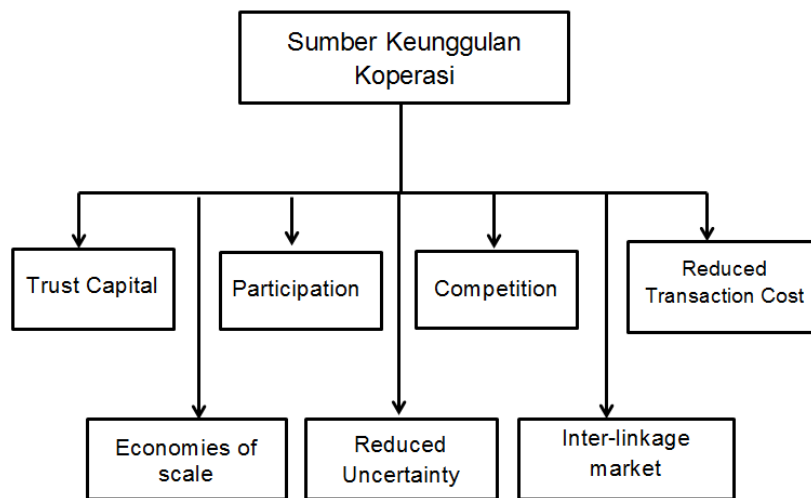 Sumber Keunggulan
Koperasi
Trust Capital
Participation
Competition
Reduced
Transaction Cost
Economies of
scale
Reduced
Uncertainty
Inter-linkage
market